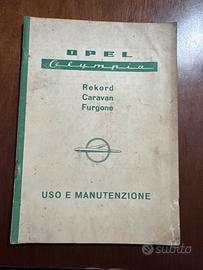 OPEL
Olympia
Rekord
Caravan
Furgone
USO E MANUTENZIONE
subito